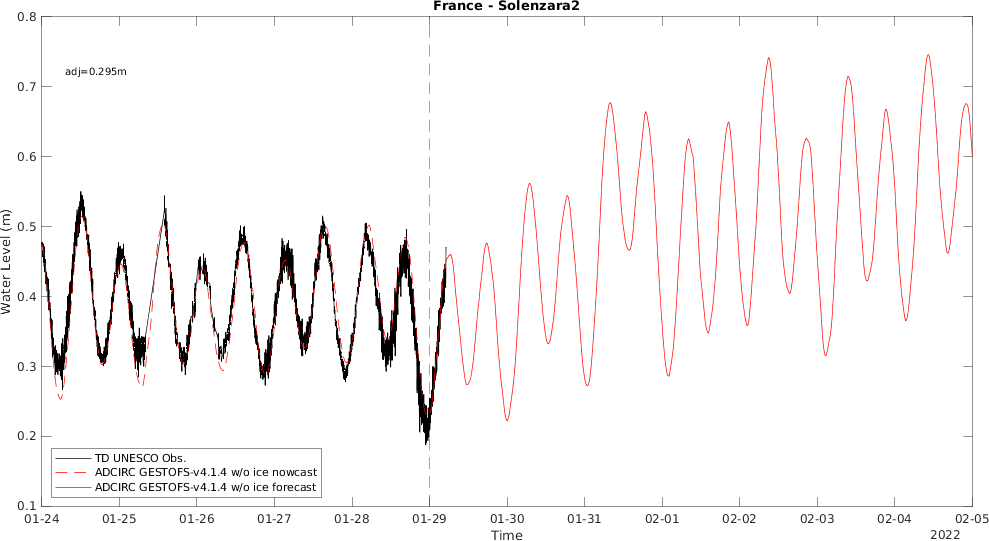 France - Solenzara2
adj=0.295m
Water Level (m)
0.8
0.7
0.6
0.5
0.4
0.3
0.2
0.1
TD UNESCO Obs.
ADCIRC GESTOFS-v4.1.4 w/o ice nowcast
ADCIRC GESTOFS-v4.1.4 w/o ice forecast
01-24 01-25 01-26 01-27 01-28 01-29 01-30 01-31 02-01 02-02 02-03 02-04 02-05
Time
2022